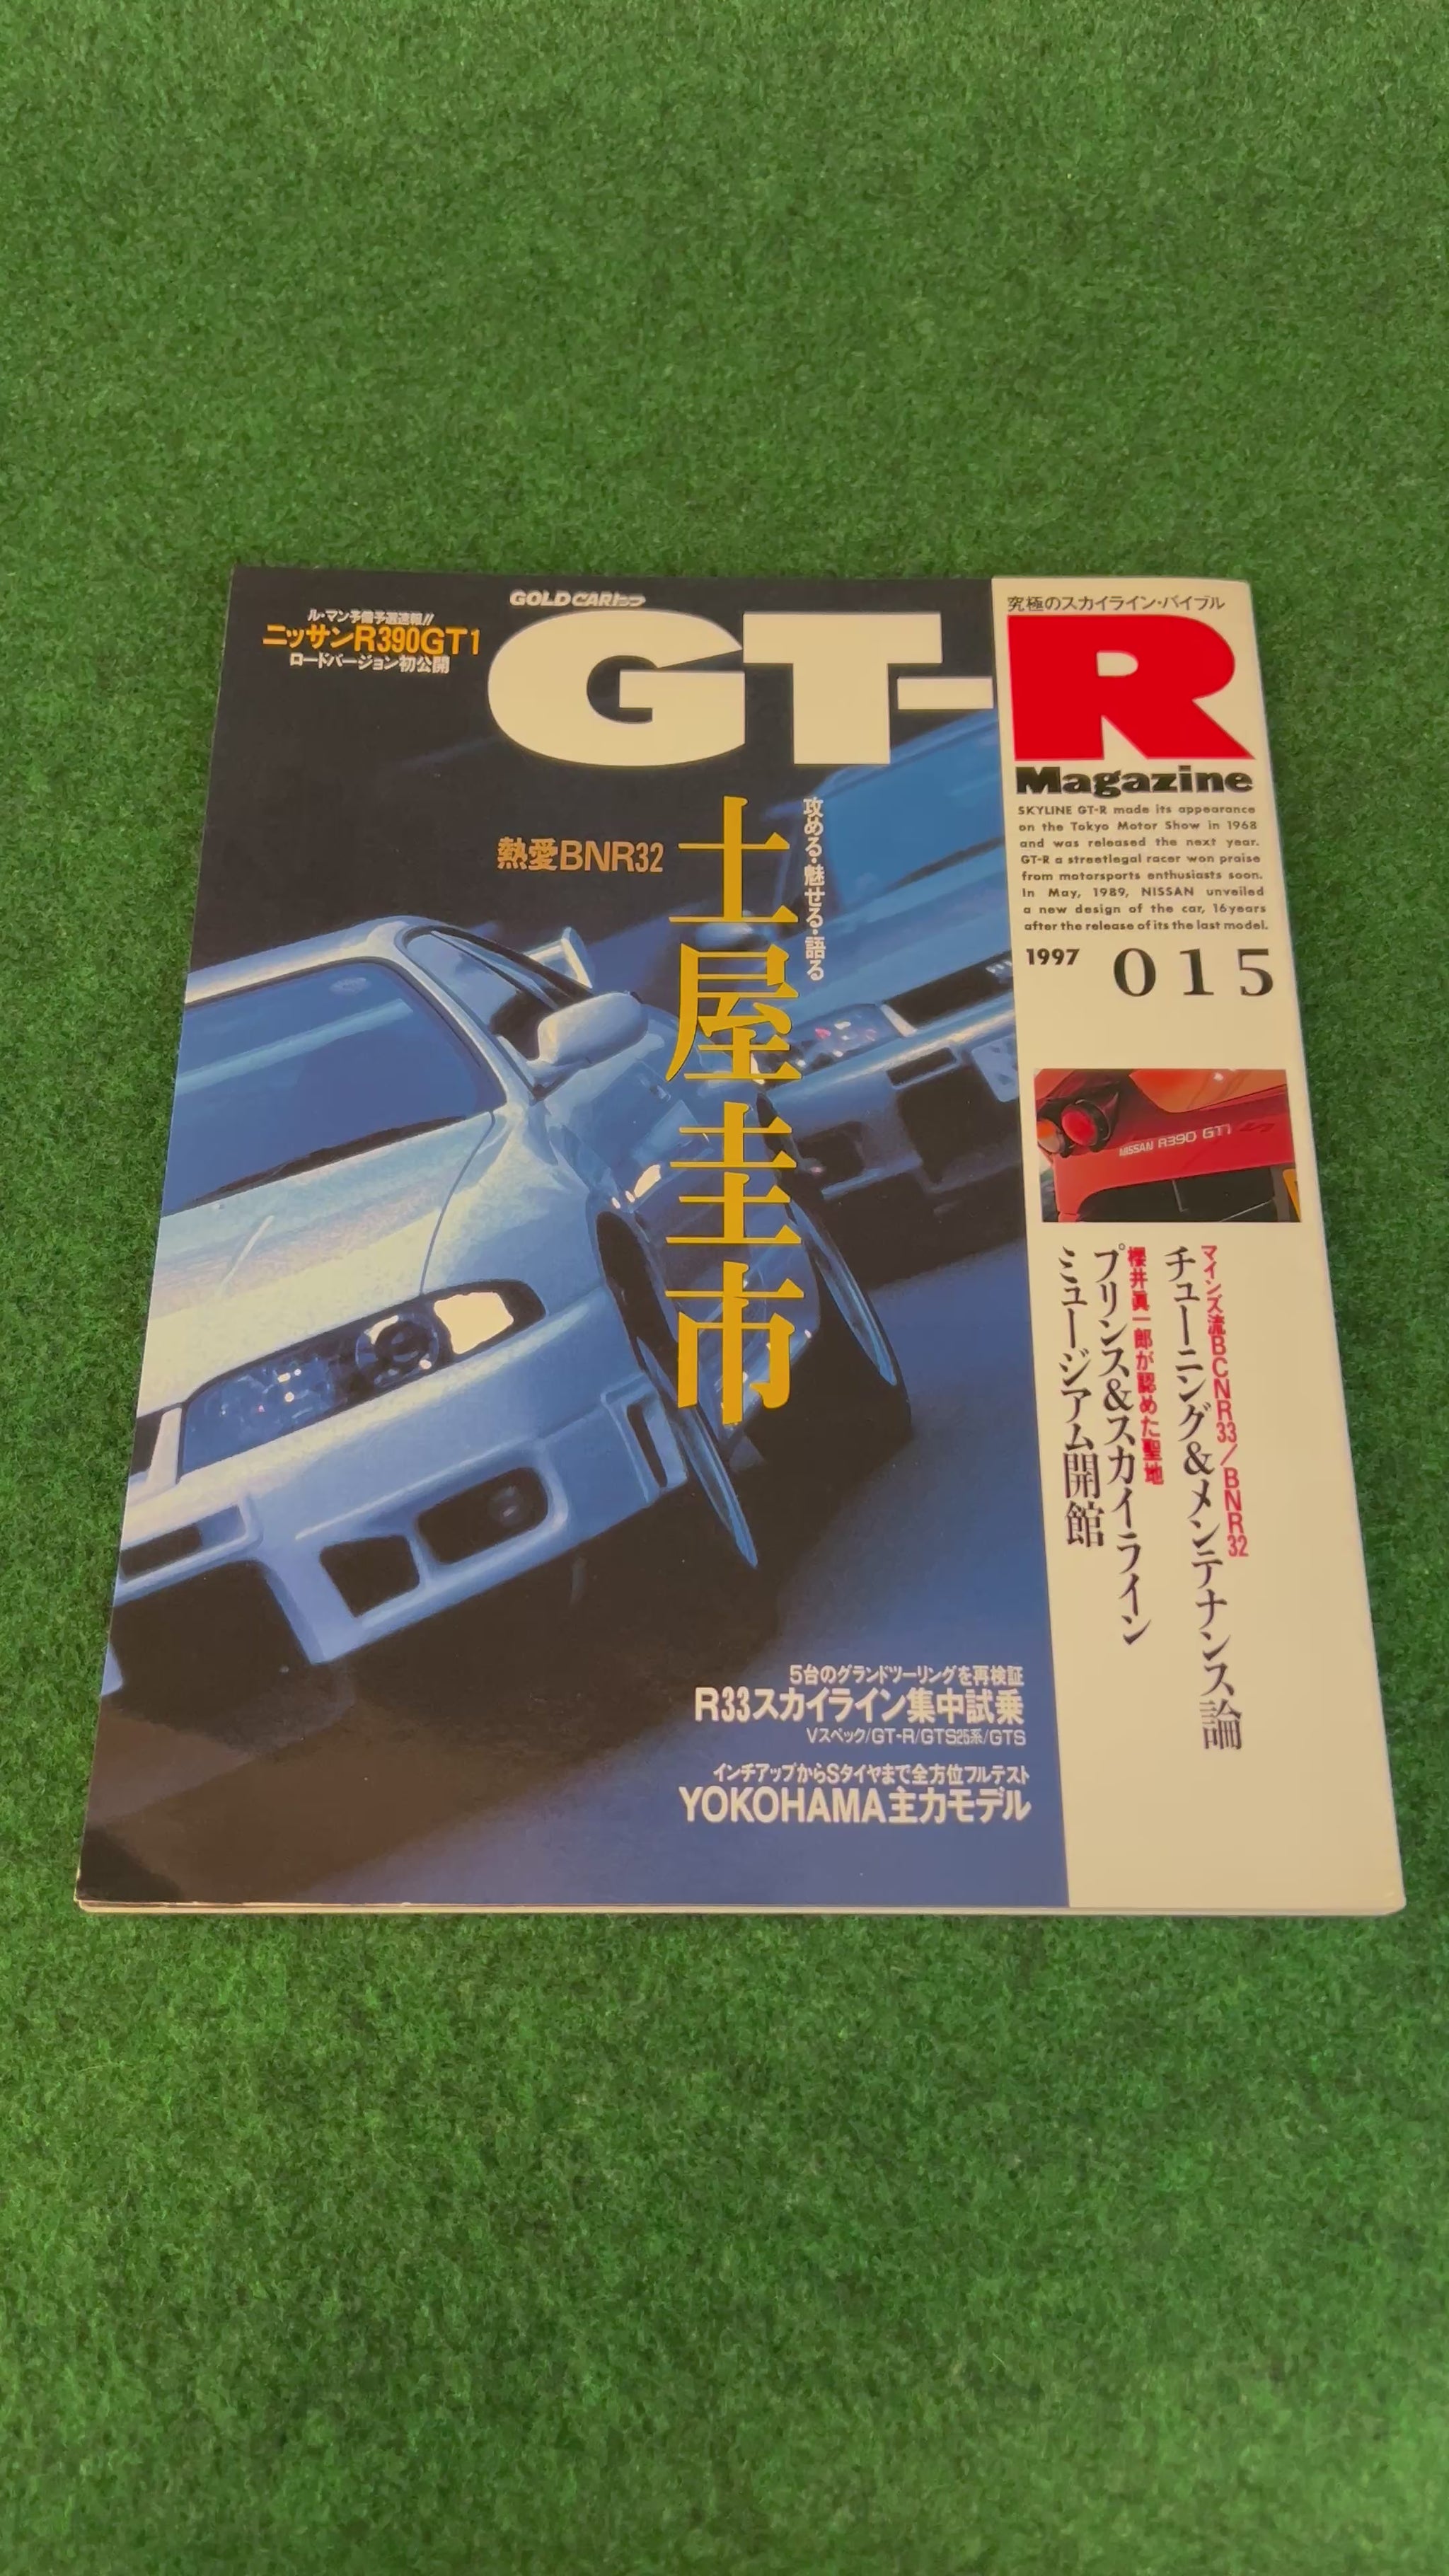 ル・マン予備予選速報!!
ニッサンR390GT1
ロードバージョン初公開
GOLD CARトップ
GT-R
Magazine
究極のスカイライン・バイブル
SKYLINE GT-R made its appearance
on the Tokyo Motor Show in 1968
and was released the next year.
GT-R a streetlegal racer won praise
from motorsports enthusiasts soon.
In May, 1989, NISSAN unveiled
a new design of the car, 16years
after the release of its the last model.
1997 015
攻める・魅せる・語る
土屋圭市
熱愛BNR32
NISSAN R390 GT1
マインズ流BCNR33/BNR32
チューニング&メンテナンス論
櫻井眞一郎が認めた聖地
プリンス&スカイライン
ミュージアム開館
5台のグランドツーリングを再検証
R33スカイライン集中試乗
Vスペック/GT-R/GTS25系/GTS
インチアップからSタイヤまで全方位フルテスト
YOKOHAMA主力モデル